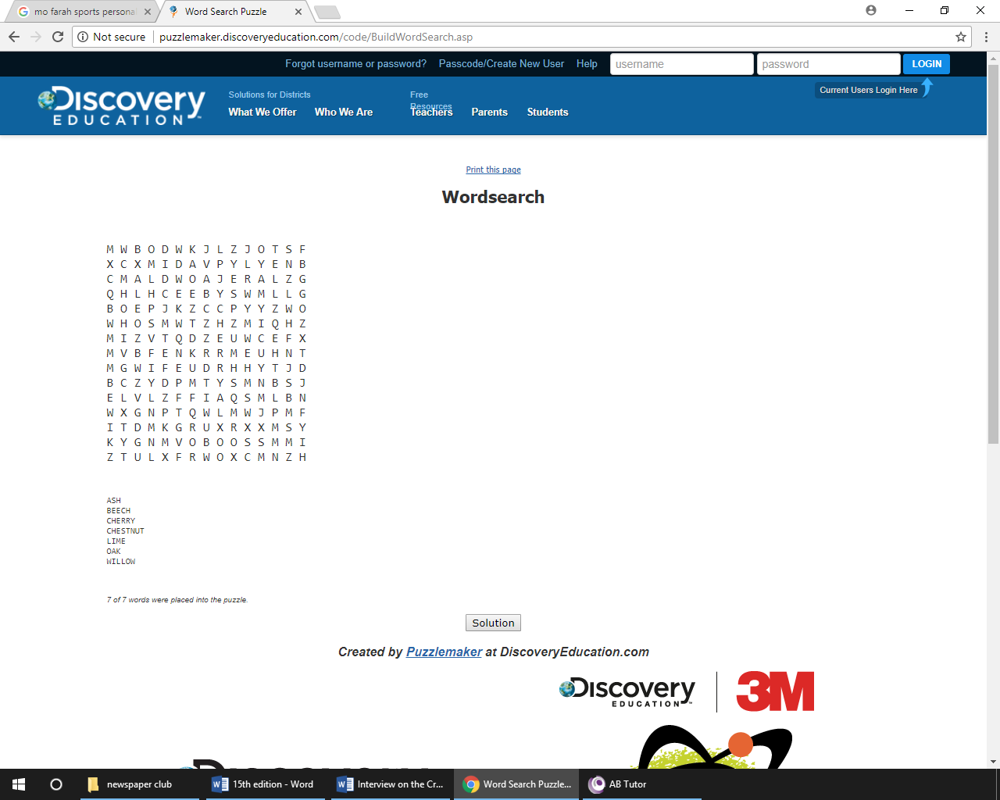 mo farah sports persona
Word Search Puzzle
Not secure
puzzlemaker.discoveryeducation.com/code/BuildWordSearch.asp
Forgot username or password?
Passcode/Create New User
Help
username
password
LOGIN
Current Users Login Here
Discovery
EDUCATION
Solutions for Districts
What We Offer
Who We Are
Free
Resources
Teachers
Parents
Students
Print this page
Wordsearch
M W B O D W K J L Z J O T S F
X C X M I D A V P Y L Y E N B
C M A L D W O A J E R A L Z G
Q H L H C E E B Y S W M L L G
B O E P J K Z C C P Y Y Z W O
W H O S M W T Z H Z M I Q H Z
M I Z V T Q D Z E U W C E F X
M V B F E N K R R M E U H N T
M G W I F E U D R H H Y T J D
B C Z Y D P M T Y S M N B S J
E L V L Z F F I A Q S M L B N
W X G N P T Q W L M W J P M F
I T D M K G R U X R X X M S Y
K Y G N M V O B O O S S M M I
Z T U L X F R W O X C M N Z H
ASH
BEECH
CHERRY
CHESTNUT
LIME
OAK
WILLOW
7 of 7 words were placed into the puzzle.
Solution
Created by Puzzlemaker at DiscoveryEducation.com
Discovery
EDUCATION
3M
newspaper club
15th edition - Word
Interview on the Cr...
Word Search Puzzle...
AB Tutor